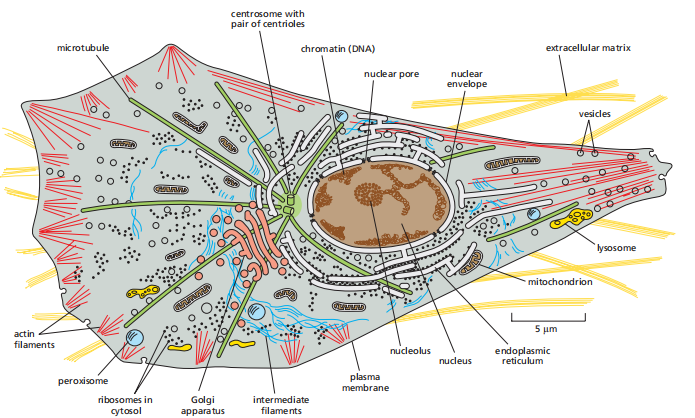 centrosome with
pair of centrioles
microtubule
chromatin (DNA)
extracellular matrix
nuclear pore
nuclear
envelope
vesicles
lysosome
mitochondrion
5 μm
actin
filaments
nucleolus
endoplasmic
reticulum
nucleus
peroxisome
plasma
membrane
ribosomes in
cytosol
Golgi
apparatus
intermediate
filaments